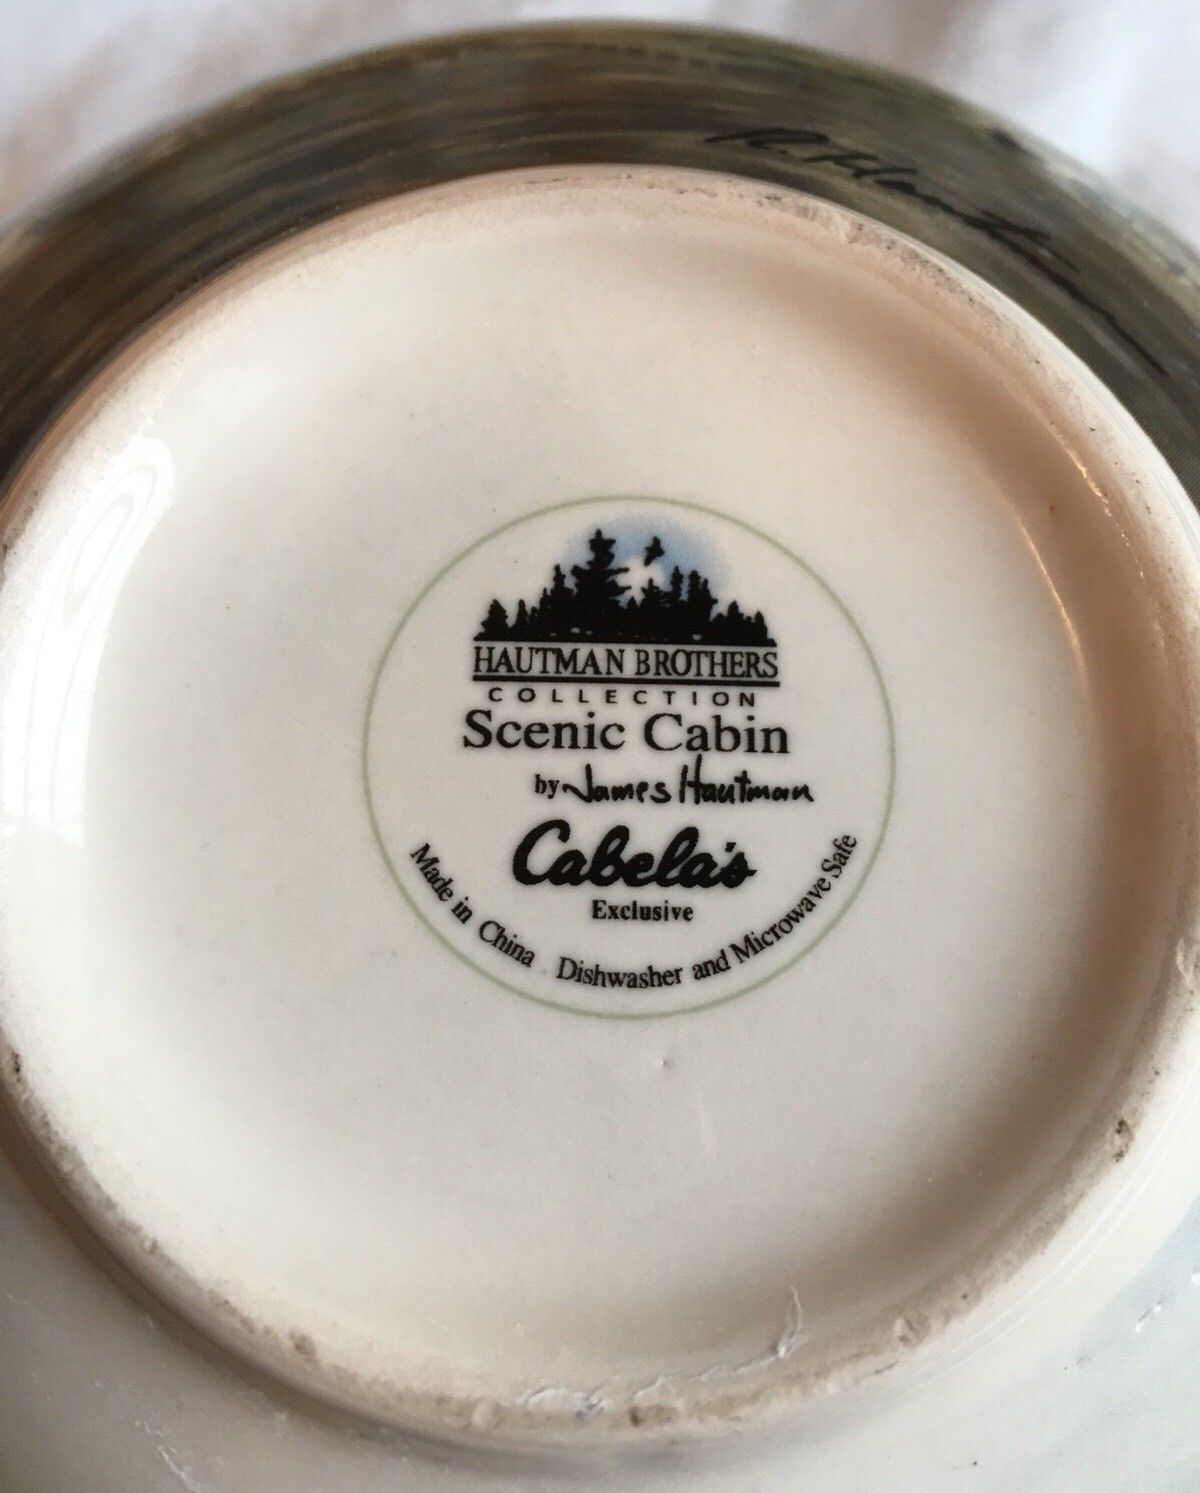 HAUTMAN BROTHERS
COLLECTION
Scenic Cabin
by James Hautman
Cabela's
Exclusive
Made in China Dishwasher and Microwave Safe